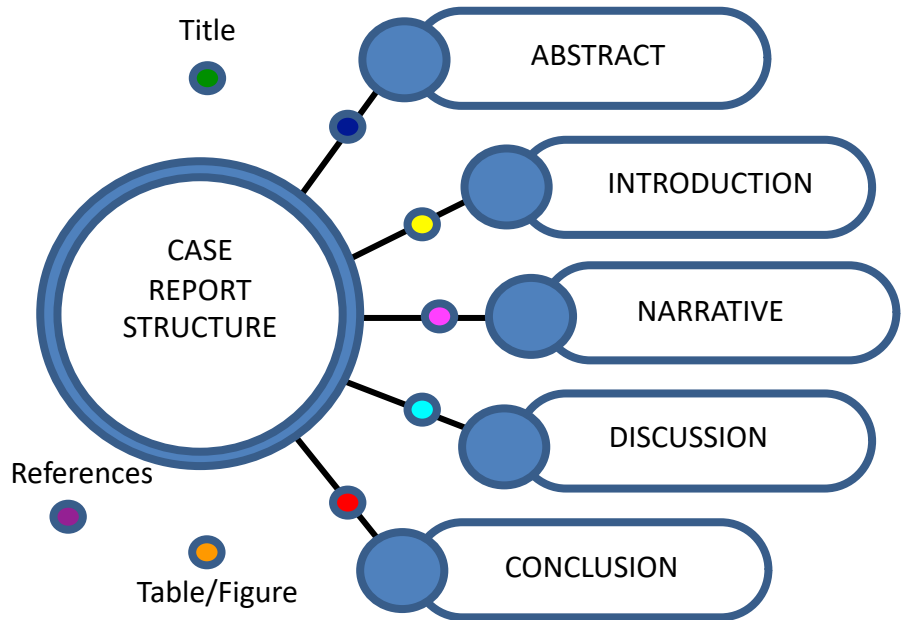 Title
ABSTRACT
INTRODUCTION
CASE
REPORT
STRUCTURE
NARRATIVE
DISCUSSION
References
CONCLUSION
Table/Figure